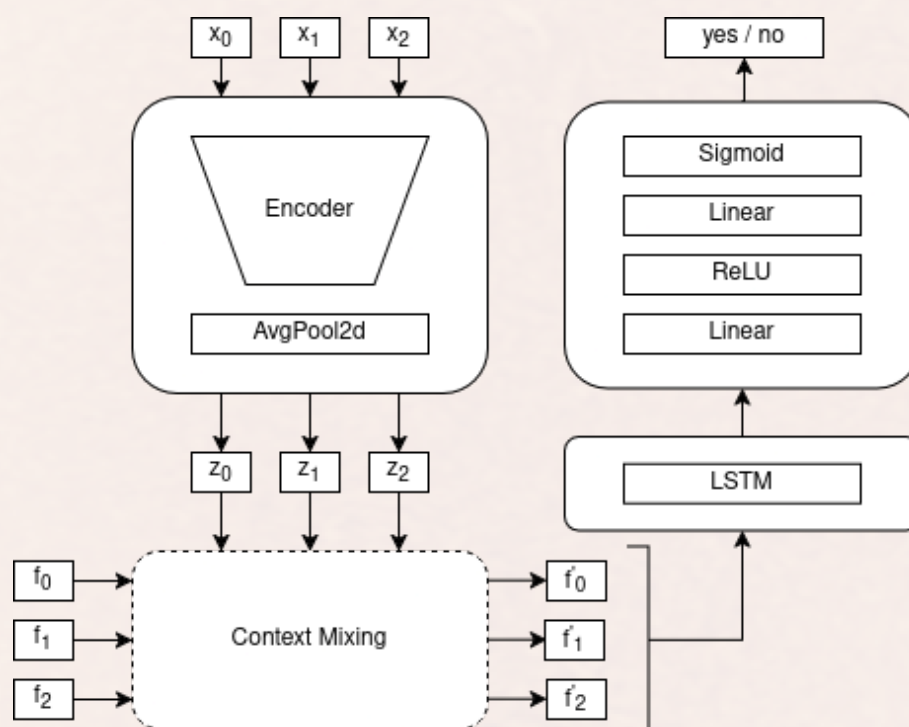 x0 x1 x2
Encoder
AvgPool2d
z0 z1 z2
f0
f1
f2
Context Mixing
f'0
f'1
f'2
yes / no
Sigmoid
Linear
ReLU
Linear
LSTM